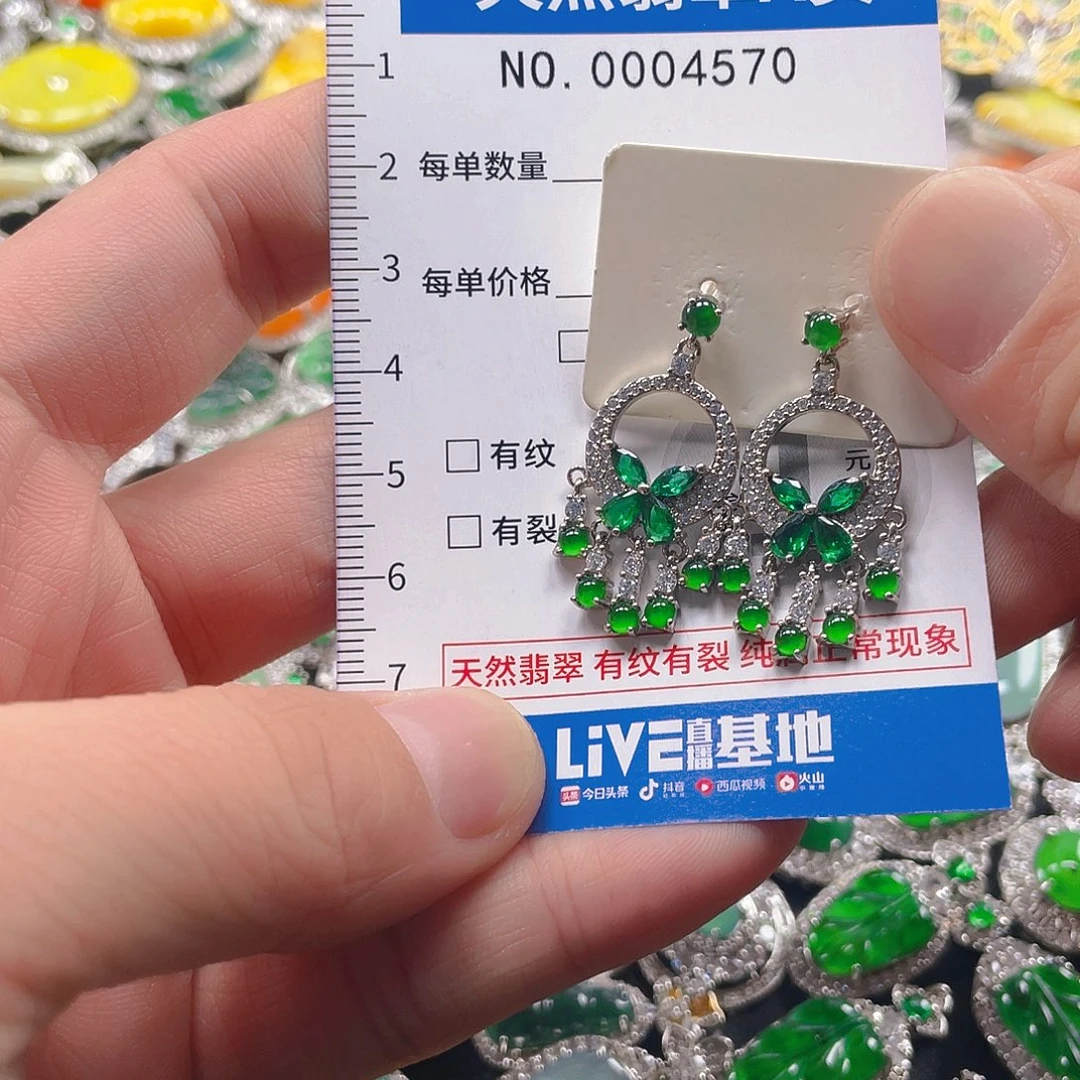 NO. 0004570
1
2 每单数量
3 每单价格
4
元
5 有纹
有裂
6
天然翡翠 有纹有裂 纯 正常现象
7
LiVE直播基地
头条 今日头条 抖音 西瓜视频 火山